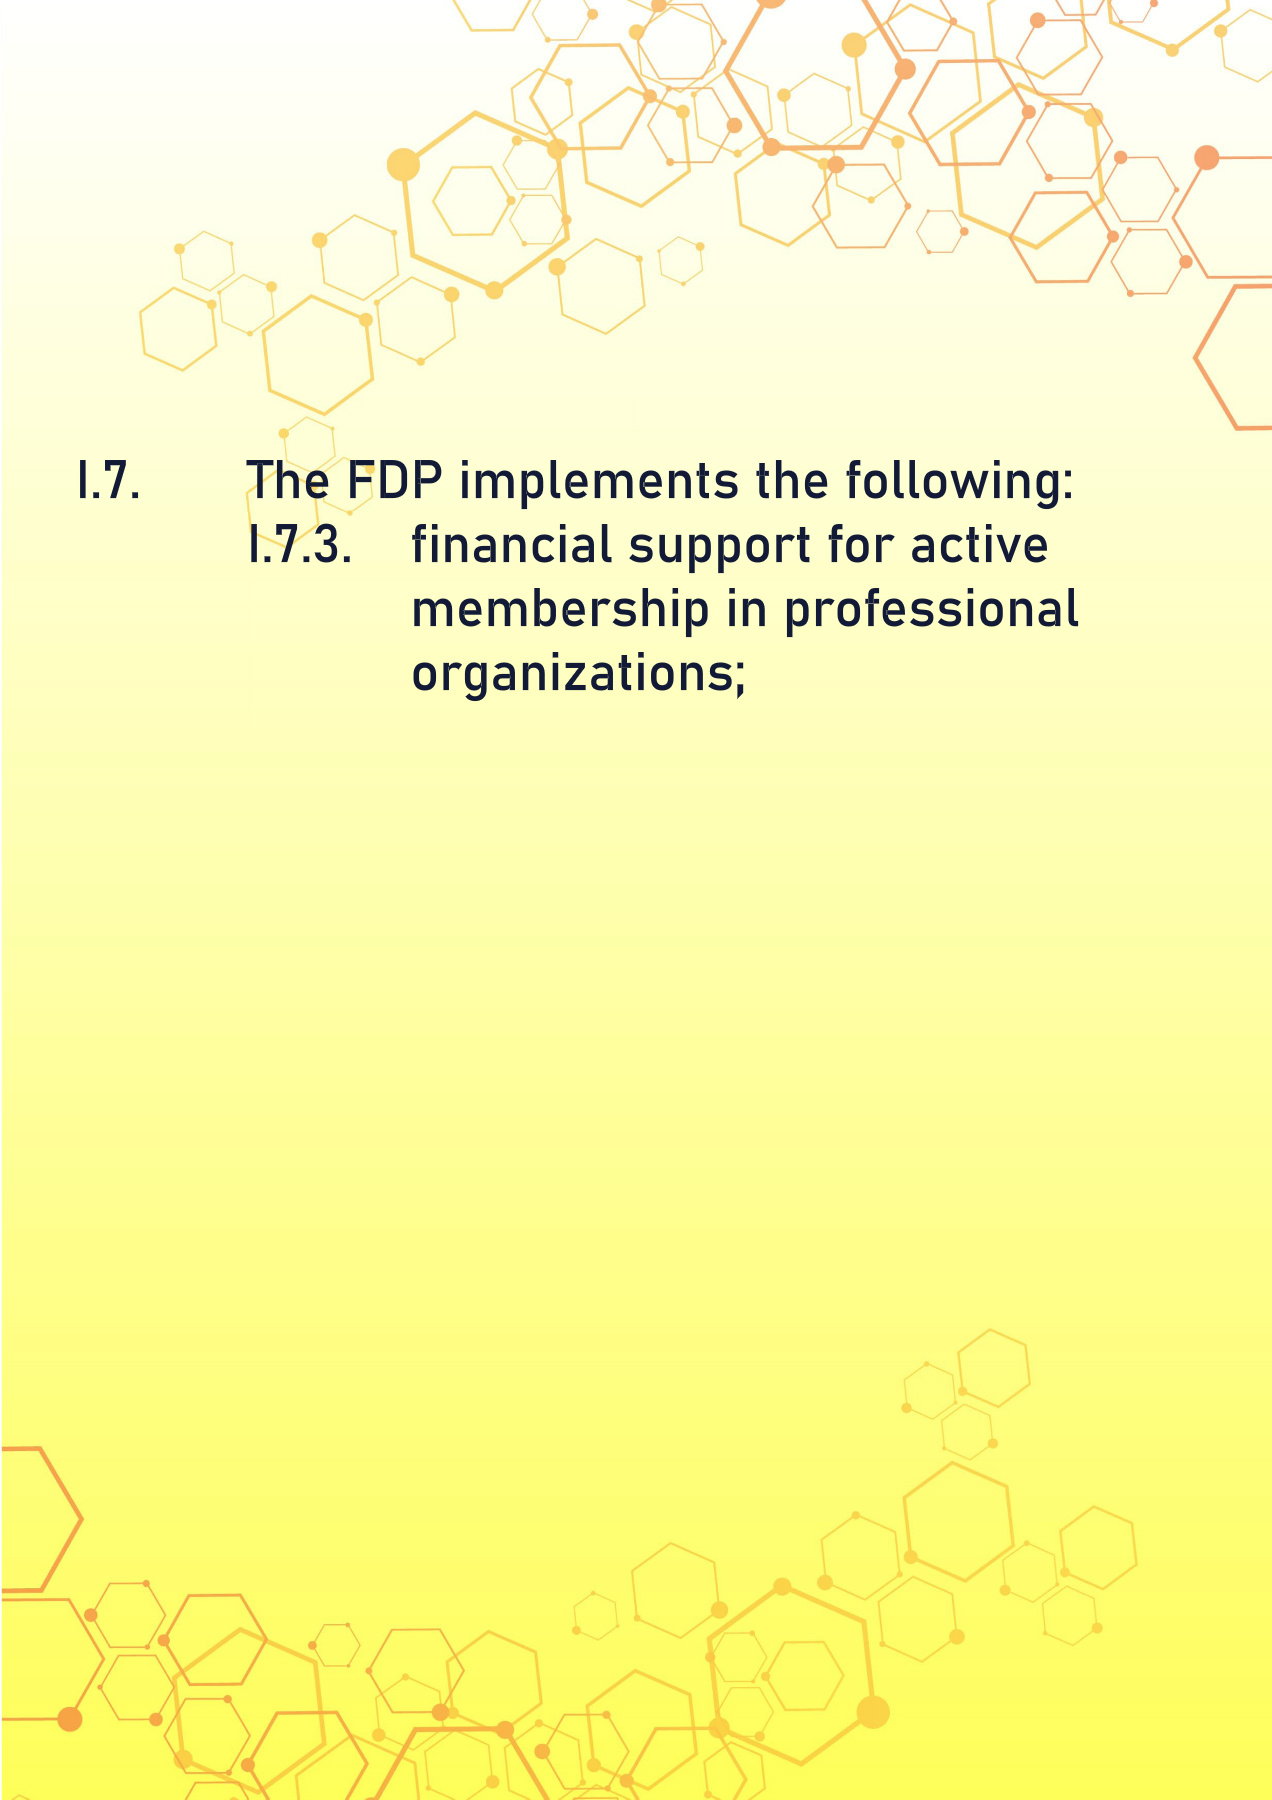 I.7. The FDP implements the following:
I.7.3. financial support for active
membership in professional
organizations;